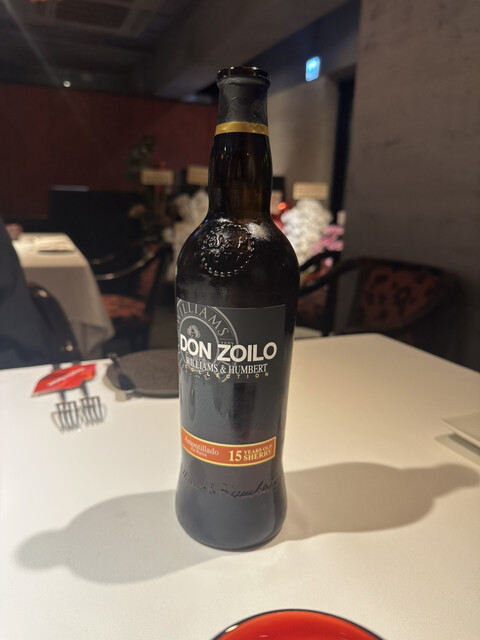 WILLIAMS
DON ZOILO
WILLIAMS & HUMBERT
COLLECTION
Amontillado
15 YEARS OLD
SHERRY